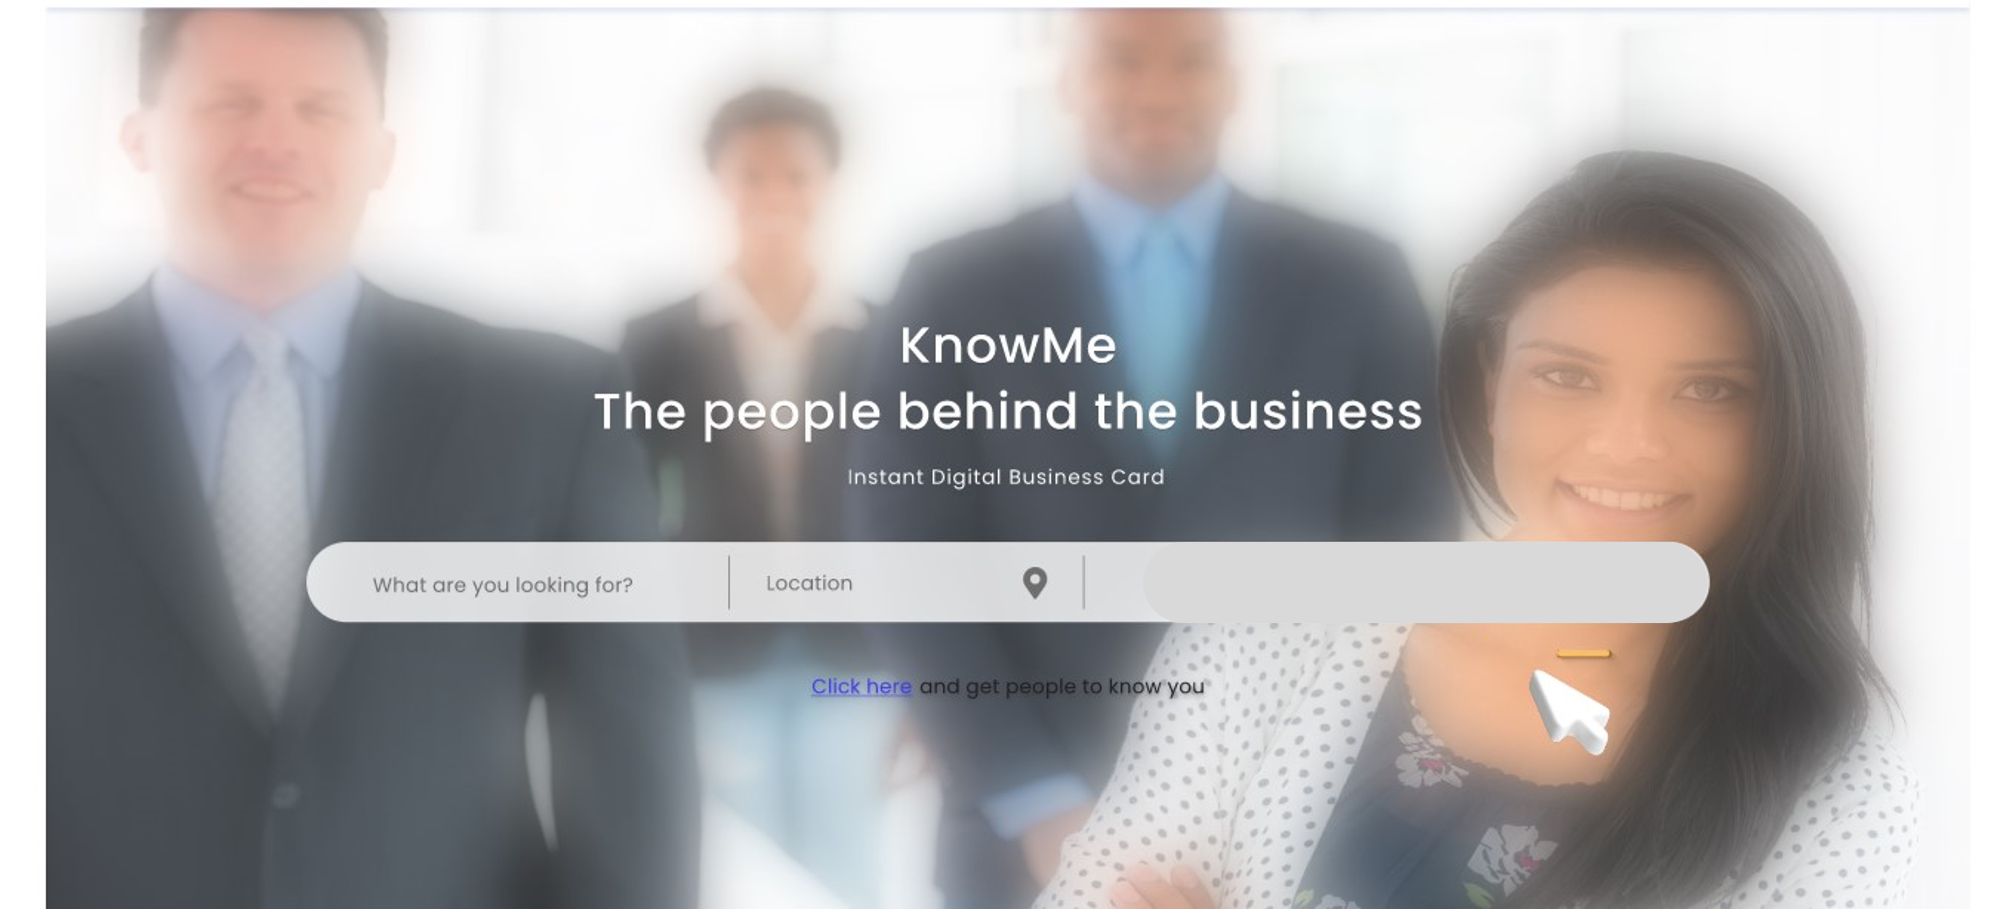 KnowMe
The people behind the business
Instant Digital Business Card
What are you looking for?
Location
Click here and get people to know you